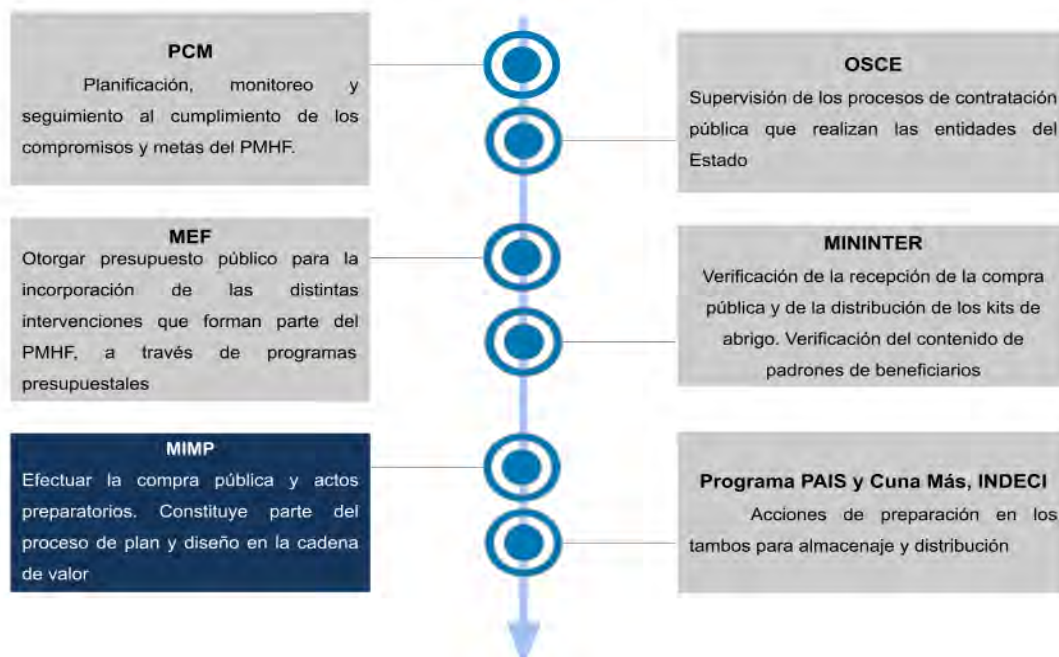 PCM
Planificación, monitoreo y
seguimiento al cumplimiento de los
compromisos y metas del PMHF.
OSCE
Supervisión de los procesos de contratación
pública que realizan las entidades del
Estado
MEF
Otorgar presupuesto público para la
incorporación de las distintas
intervenciones que forman parte del
PMHF, a través de programas
presupuestales
MININTER
Verificación de la recepción de la compra
pública y de la distribución de los kits de
abrigo. Verificación del contenido de
padrones de beneficiarios
MIMP
Efectuar la compra pública y actos
preparatorios. Constituye parte del
proceso de plan y diseño en la cadena
de valor
Programa PAIS y Cuna Más, INDECI
Acciones de preparación en los
tambos para almacenaje y distribución